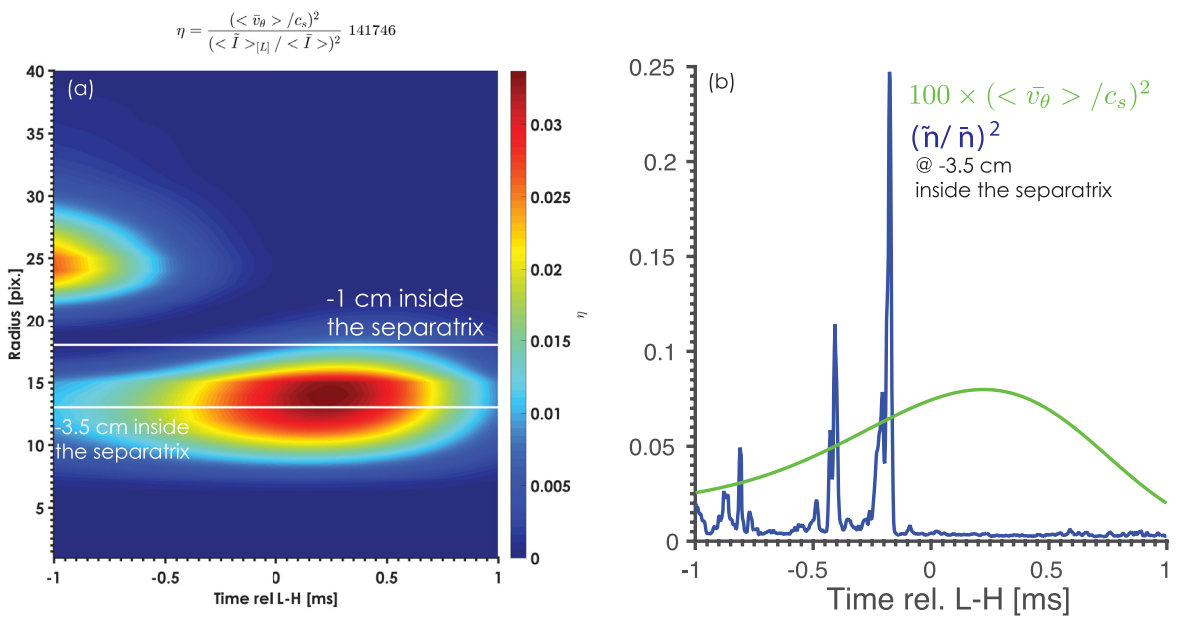 η = (< v̄_θ > /c_s)² / (< Ĩ >_[L] / < Ī >)² 141746
(a)
40
35
30
25
20
15
10
5
Radius [pix.]
-1 cm inside
the separatrix
-3.5 cm inside
the separatrix
-1 -0.5 0 0.5 1
Time rel L-H [ms]
0.03
0.025
0.02
0.015
0.01
0.005
0
η
(b)
100 × (< v̄_θ > /c_s)²
(ñ/ n̄)²
@ -3.5 cm
inside the separatrix
0.25
0.2
0.15
0.1
0.05
0
-1 -0.5 0 0.5 1
Time rel. L-H [ms]